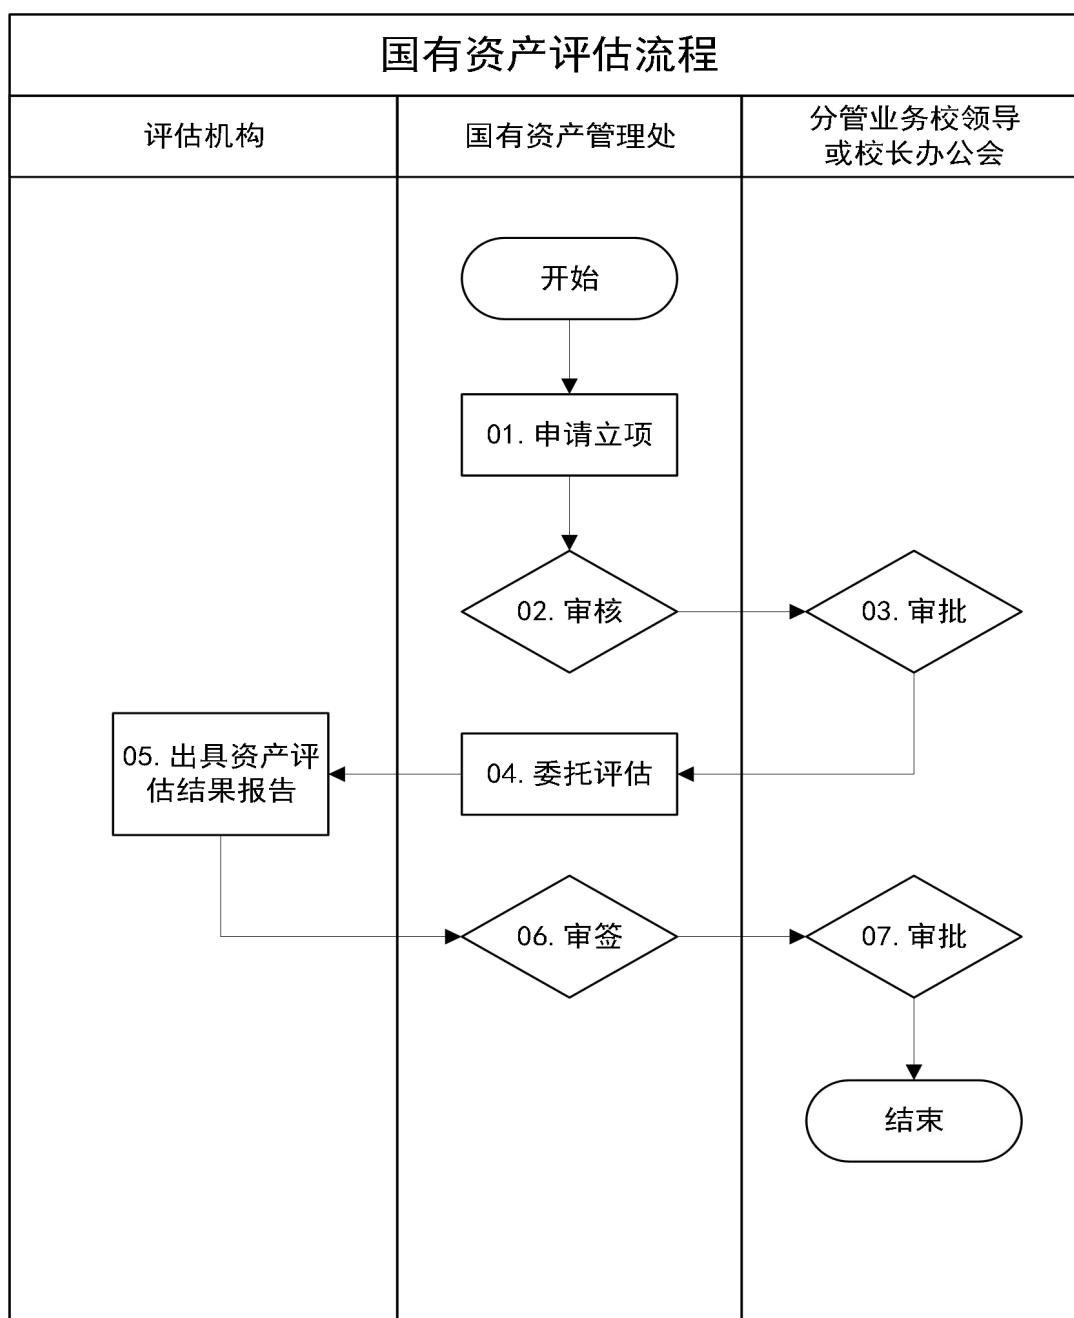 国有资产评估流程
评估机构
国有资产管理处
分管业务校领导
或校长办公会
开始
01.申请立项
02.审核
03.审批
05.出具资产评
估结果报告
04.委托评估
06.审签
07.审批
结束